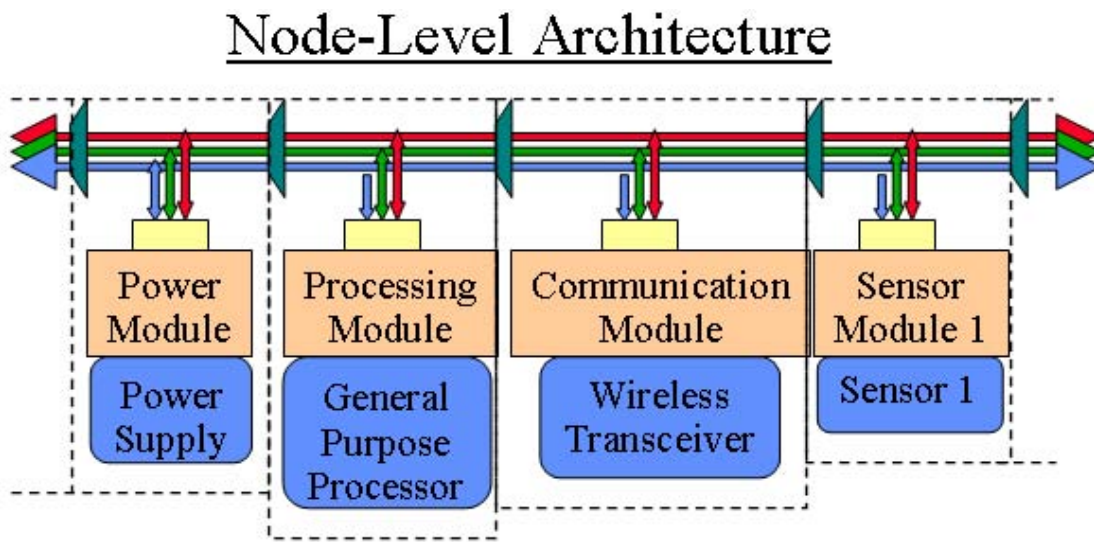 Node-Level Architecture
Power
Module
Processing
Module
Communication
Module
Sensor
Module 1
Power
Supply
General
Purpose
Processor
Wireless
Transceiver
Sensor 1